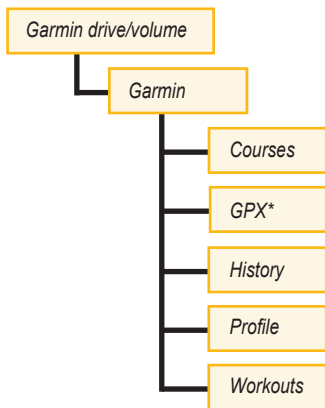 Garmin drive/volume
Garmin
Courses
GPX*
History
Profile
Workouts